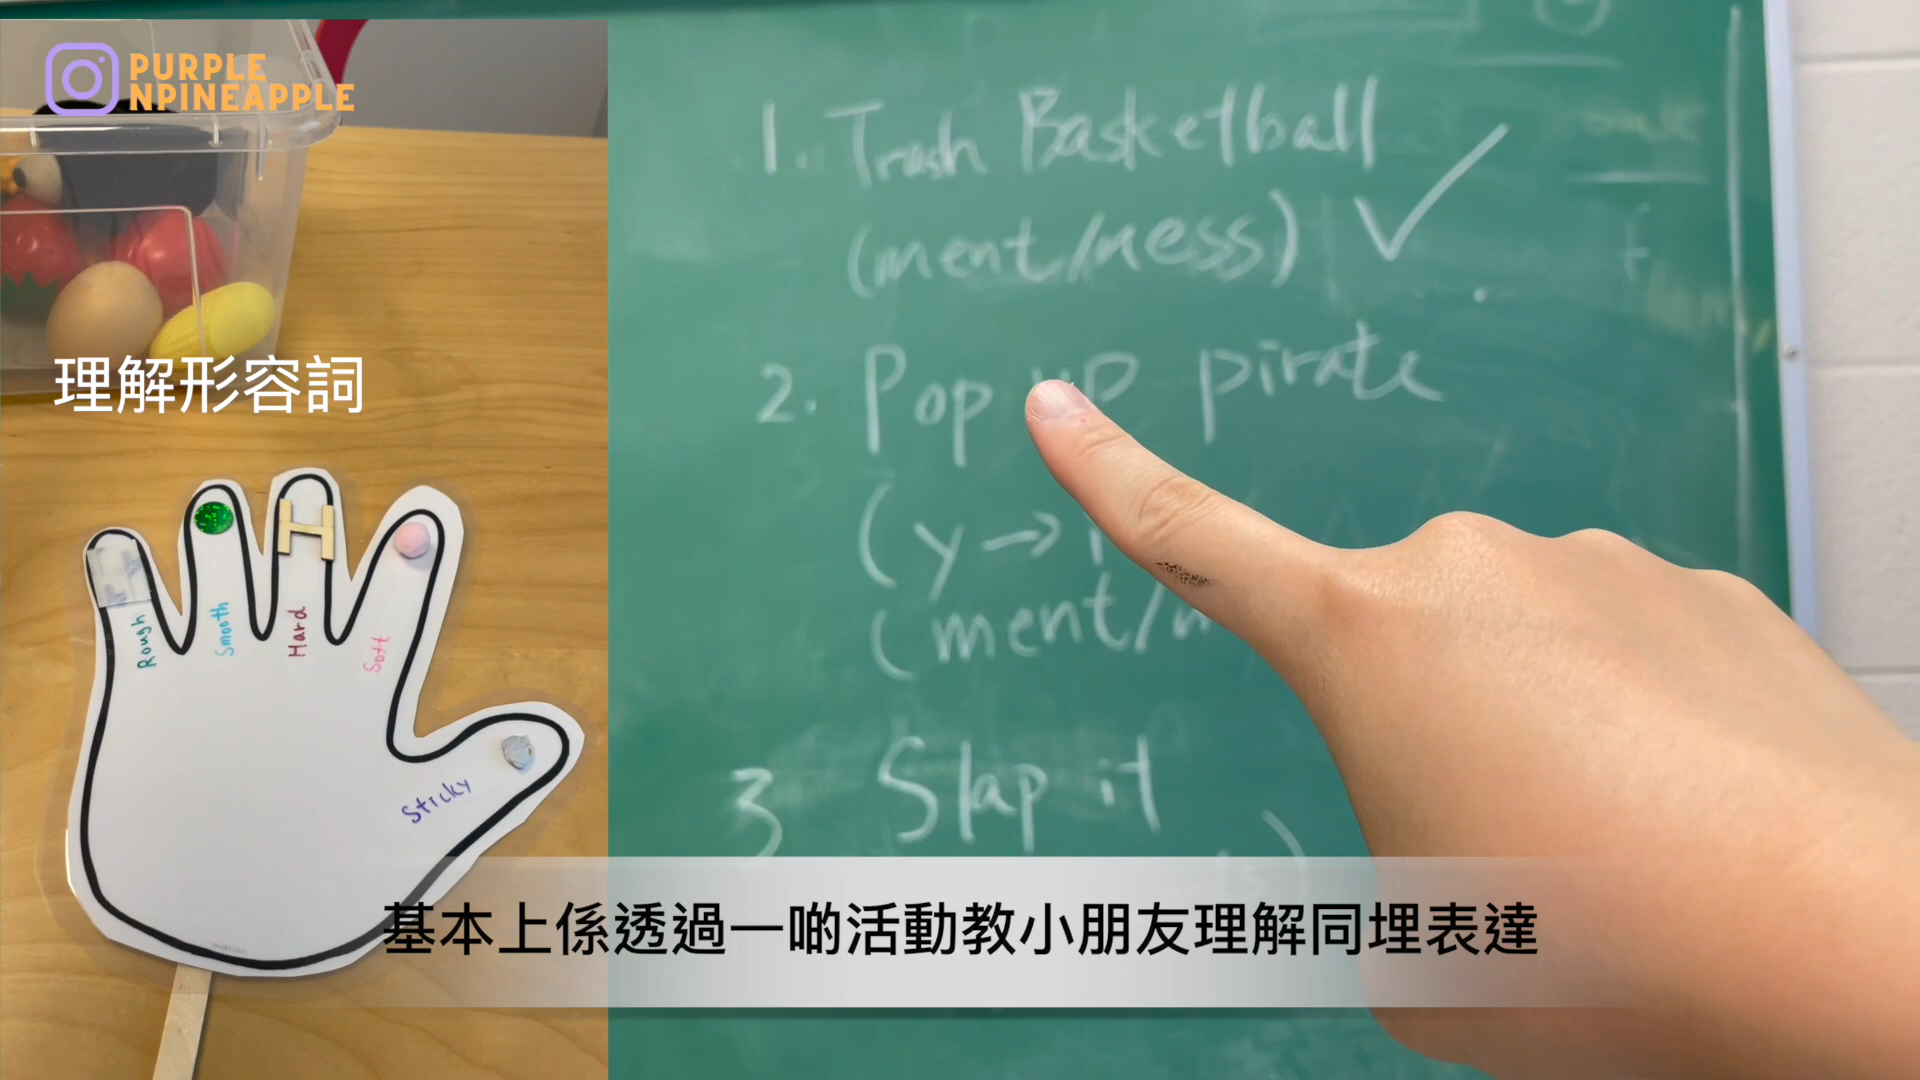 PURPLE
NPINEAPPLE
理解形容詞
Rough
Smooth
H
Hard
Soft
Sticky
1. Trash Basketball
(ment/ness) ✓
2. Pop up pirate
(y→
(ment/
3 Slap it
基本上係透過一啲活動教小朋友理解同埋表達